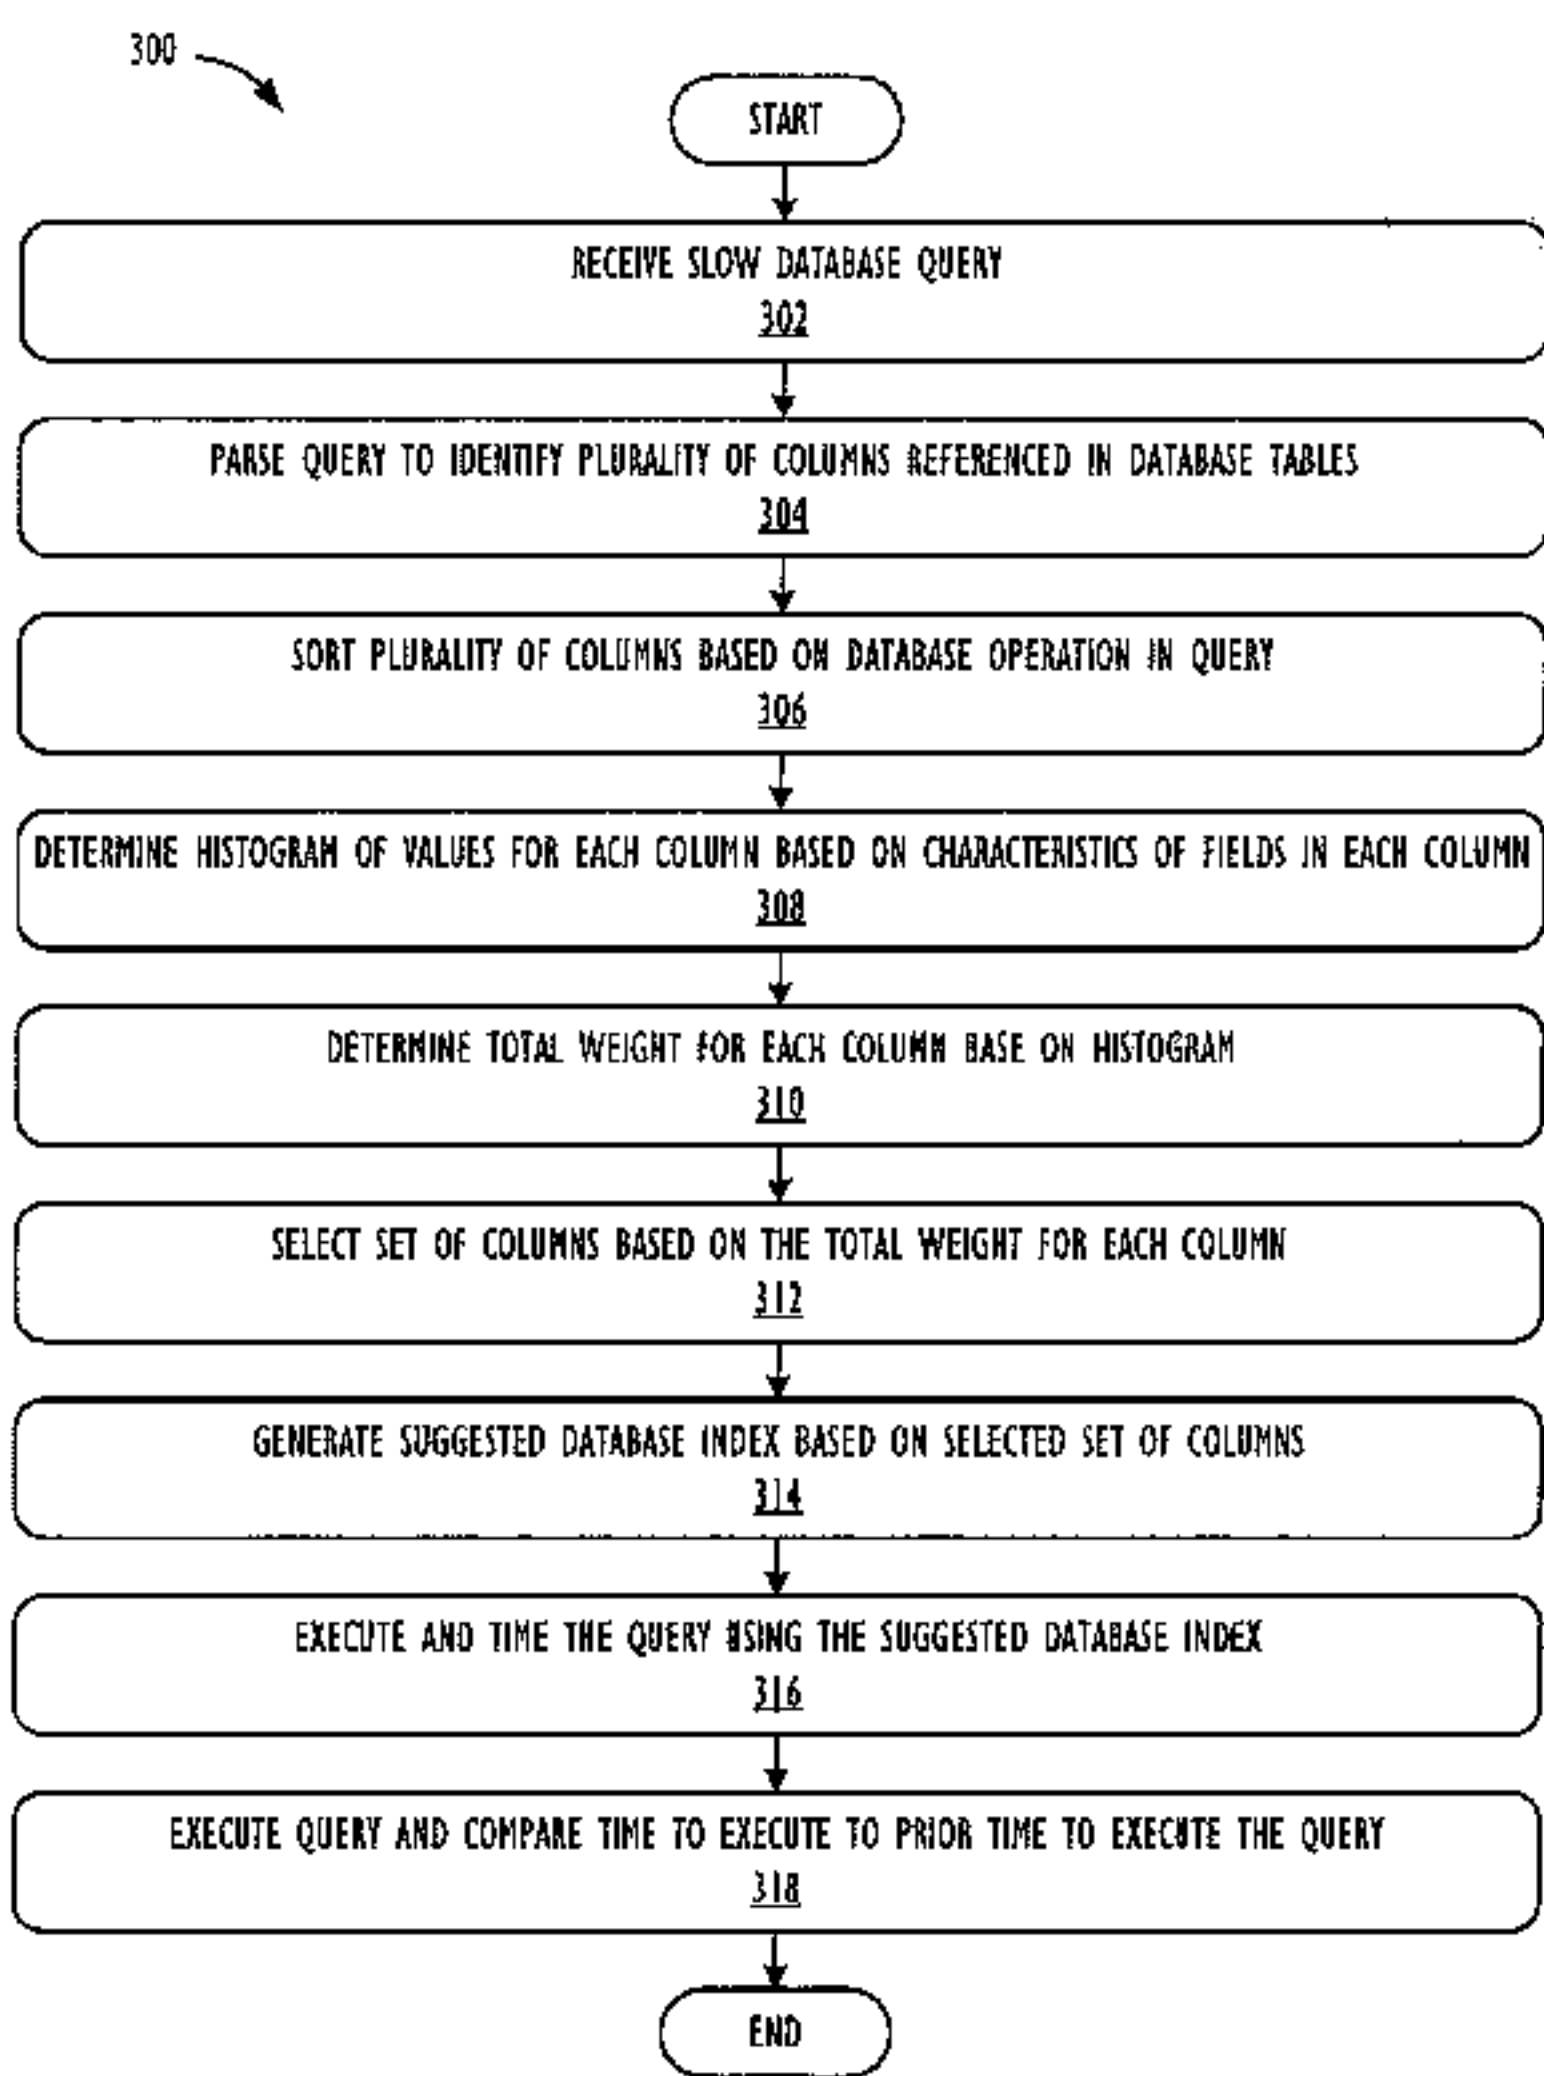 300
START
RECEIVE SLOW DATABASE QUERY
302
PARSE QUERY TO IDENTIFY PLURALITY OF COLUMNS REFERENCED IN DATABASE TABLES
304
SORT PLURALITY OF COLUMNS BASED ON DATABASE OPERATION IN QUERY
306
DETERMINE HISTOGRAM OF VALUES FOR EACH COLUMN BASED ON CHARACTERISTICS OF FIELDS IN EACH COLUMN
308
DETERMINE TOTAL WEIGHT FOR EACH COLUMN BASE ON HISTOGRAM
310
SELECT SET OF COLUMNS BASED ON THE TOTAL WEIGHT FOR EACH COLUMN
312
GENERATE SUGGESTED DATABASE INDEX BASED ON SELECTED SET OF COLUMNS
314
EXECUTE AND TIME THE QUERY USING THE SUGGESTED DATABASE INDEX
316
EXECUTE QUERY AND COMPARE TIME TO EXECUTE TO PRIOR TIME TO EXECUTE THE QUERY
318
END